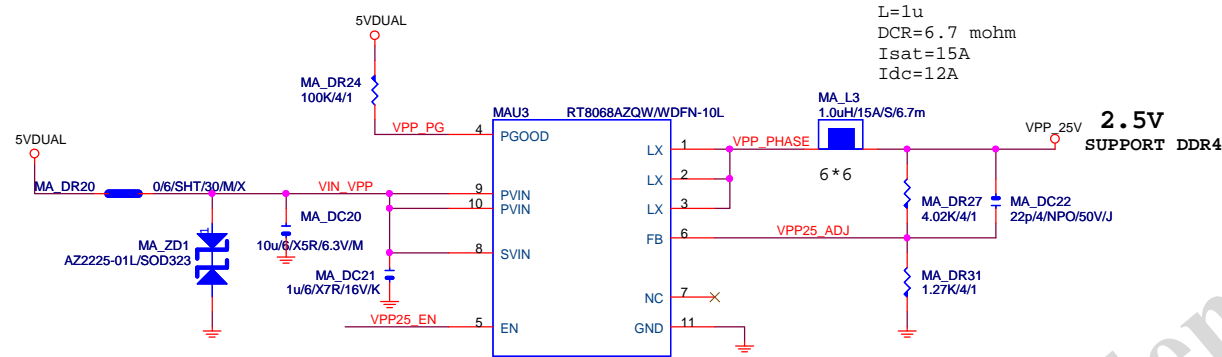 L=1u
DCR=6.7 mohm
Isat=15A
Idc=12A
5VDUAL
MA_DR24
100K/4/1
MAU3
RT8068AZQW/WDFN-10L
MA_L3
1.0uH/15A/S/6.7m
VPP_PG
4
PGOOD
VPP_25V
2.5V
SUPPORT DDR4
5VDUAL
LX
1
VPP_PHASE
6*6
MA_DR20
0/6/SHT/30/M/X
VIN_VPP
9
PVIN
10
PVIN
LX
2
LX
3
MA_DR27
4.02K/4/1
MA_DC22
22p/4/NPO/50V/J
1
MA_DC20
10u/6/X5R/6.3V/M
FB
6
VPP25_ADJ
MA_ZD1
AZ2225-01L/SOD323
8
SVIN
MA_DC21
1u/6/X7R/16V/K
MA_DR31
1.27K/4/1
NC
7
VPP25_EN
5
EN
GND
11